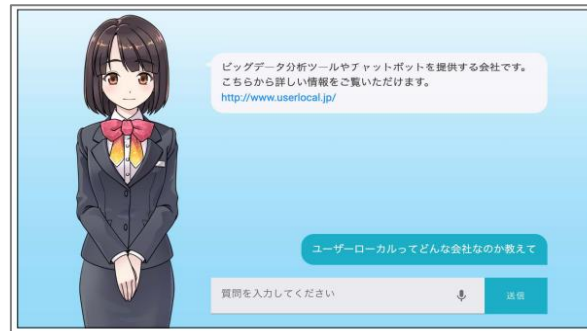 ビッグデータ分析ツールやチャットボットを提供する会社です。
こちらから詳しい情報をご覧いただけます。
http://www.userlocal.jp/
ユーザーローカルってどんな会社なのか教えて
質問を入力してください
送信